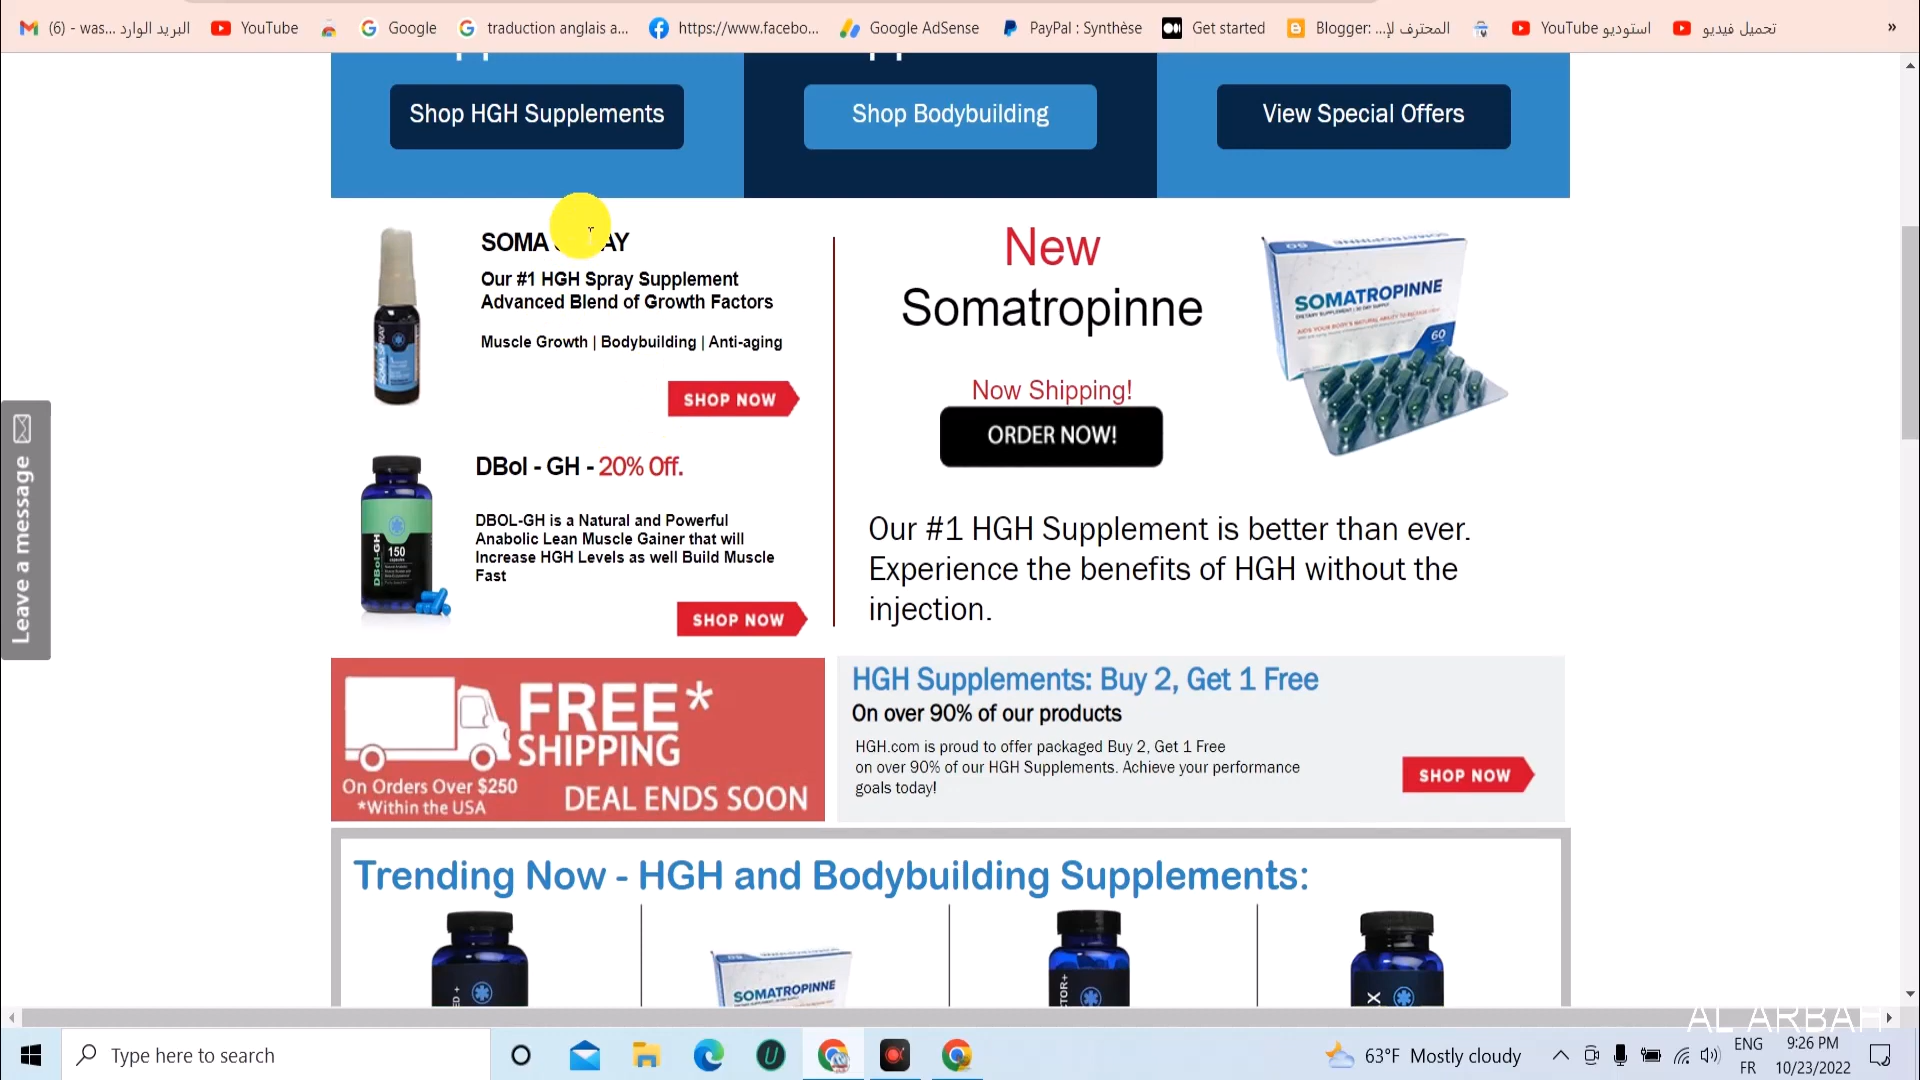 (6) - was... البريد الوارد
YouTube
Google
traduction anglais a...
https://www.facebo...
Google AdSense
PayPal : Synthèse
Get started
Blogger: ...المحترف لإ
YouTube استوديو
تحميل فيديو
»
Shop HGH Supplements
Shop Bodybuilding
View Special Offers
SOMA AY
Our #1 HGH Spray Supplement
Advanced Blend of Growth Factors
Muscle Growth | Bodybuilding | Anti-aging
SHOP NOW
SOMA SPRAY
DBol - GH - 20% Off.
DBOL-GH is a Natural and Powerful
Anabolic Lean Muscle Gainer that will
Increase HGH Levels as well Build Muscle
Fast
SHOP NOW
DBol-GH
150
New
Somatropinne
Now Shipping!
ORDER NOW!
SOMATROPINNE
60
Our #1 HGH Supplement is better than ever.
Experience the benefits of HGH without the
injection.
Leave a message
FREE*
SHIPPING
On Orders Over $250
*Within the USA
DEAL ENDS SOON
HGH Supplements: Buy 2, Get 1 Free
On over 90% of our products
HGH.com is proud to offer packaged Buy 2, Get 1 Free
on over 90% of our HGH Supplements. Achieve your performance
goals today!
SHOP NOW
Trending Now - HGH and Bodybuilding Supplements:
SOMATROPINNE
AL ARBAH
Type here to search
63°F Mostly cloudy
ENG
FR
9:26 PM
10/23/2022